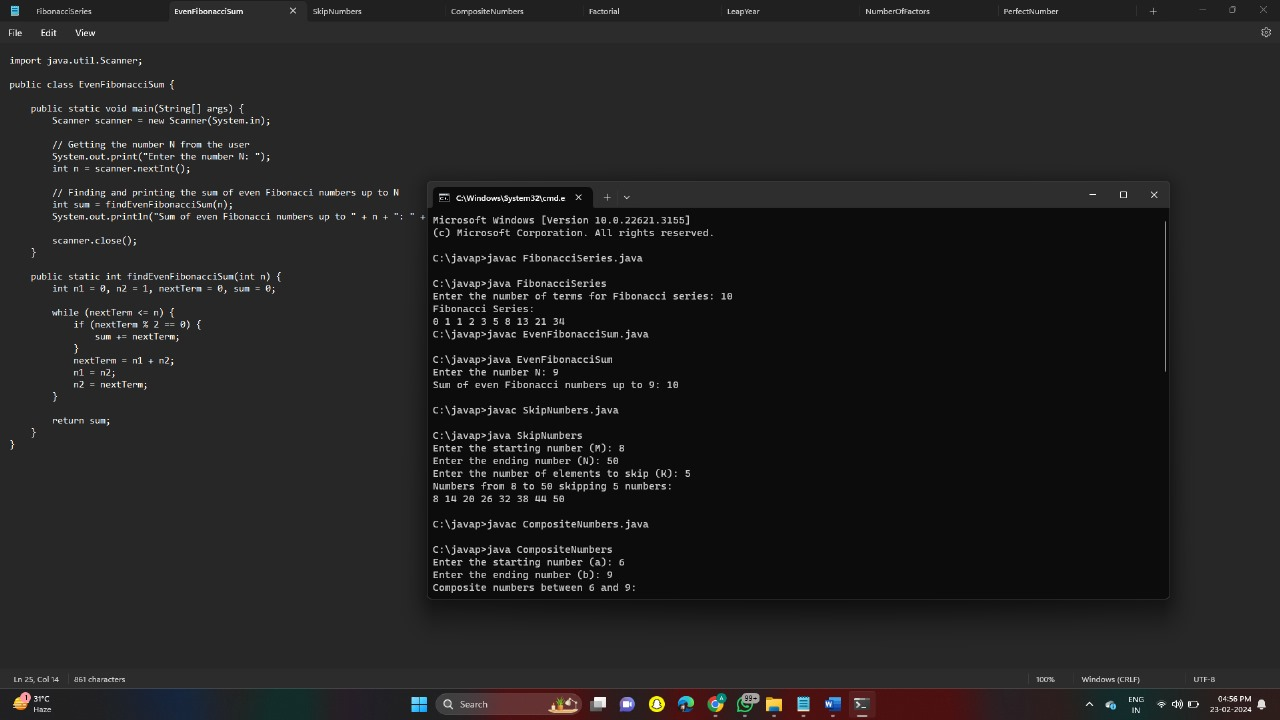 FibonacciSeries
EvenFibonacciSum
SkipNumbers
CompositeNumbers
Factorial
LeapYear
NumberOfFactors
PerfectNumber
File Edit View
import java.util.Scanner;
public class EvenFibonacciSum {
public static void main(String[] args) {
Scanner scanner = new Scanner(System.in);
// Getting the number N from the user
System.out.print("Enter the number N: ");
int n = scanner.nextInt();
// Finding and printing the sum of even Fibonacci numbers up to N
int sum = findEvenFibonacciSum(n);
System.out.println("Sum of even Fibonacci numbers up to " + n + ": " +
scanner.close();
}
public static int findEvenFibonacciSum(int n) {
int n1 = 0, n2 = 1, nextTerm = 0, sum = 0;
while (nextTerm <= n) {
if (nextTerm % 2 == 0) {
sum += nextTerm;
}
nextTerm = n1 + n2;
n1 = n2;
n2 = nextTerm;
}
return sum;
}
}
C:\Windows\System32\cmd.e
Microsoft Windows [Version 10.0.22621.3155]
(c) Microsoft Corporation. All rights reserved.
C:\javap>javac FibonacciSeries.java
C:\javap>java FibonacciSeries
Enter the number of terms for Fibonacci series: 10
Fibonacci Series:
0 1 1 2 3 5 8 13 21 34
C:\javap>javac EvenFibonacciSum.java
C:\javap>java EvenFibonacciSum
Enter the number N: 9
Sum of even Fibonacci numbers up to 9: 10
C:\javap>javac SkipNumbers.java
C:\javap>java SkipNumbers
Enter the starting number (M): 8
Enter the ending number (N): 50
Enter the number of elements to skip (K): 5
Numbers from 8 to 50 skipping 5 numbers:
8 14 20 26 32 38 44 50
C:\javap>javac CompositeNumbers.java
C:\javap>java CompositeNumbers
Enter the starting number (a): 6
Enter the ending number (b): 9
Composite numbers between 6 and 9:
Ln 25, Col 14 861 characters
100%
Windows (CRLF)
UTF-8
1
31°C
Haze
Search
99+
ENG
IN
04:56 PM
23-02-2024